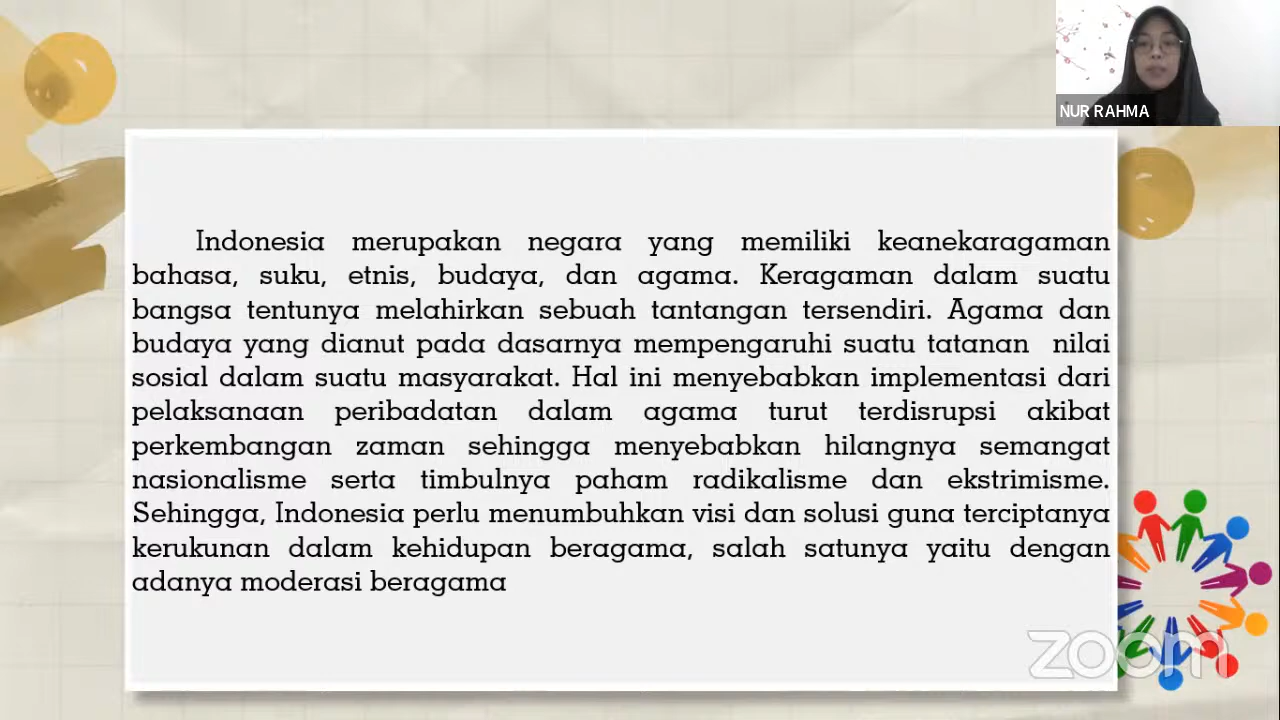 NUR RAHMA
Indonesia merupakan negara yang memiliki keanekaragaman
bahasa, suku, etnis, budaya, dan agama. Keragaman dalam suatu
bangsa tentunya melahirkan sebuah tantangan tersendiri. Agama dan
budaya yang dianut pada dasarnya mempengaruhi suatu tatanan nilai
sosial dalam suatu masyarakat. Hal ini menyebabkan implementasi dari
pelaksanaan peribadatan dalam agama turut terdisrupsi akibat
perkembangan zaman sehingga menyebabkan hilangnya semangat
nasionalisme serta timbulnya paham radikalisme dan ekstrimisme.
Sehingga, Indonesia perlu menumbuhkan visi dan solusi guna terciptanya
kerukunan dalam kehidupan beragama, salah satunya yaitu dengan
adanya moderasi beragama
zoom